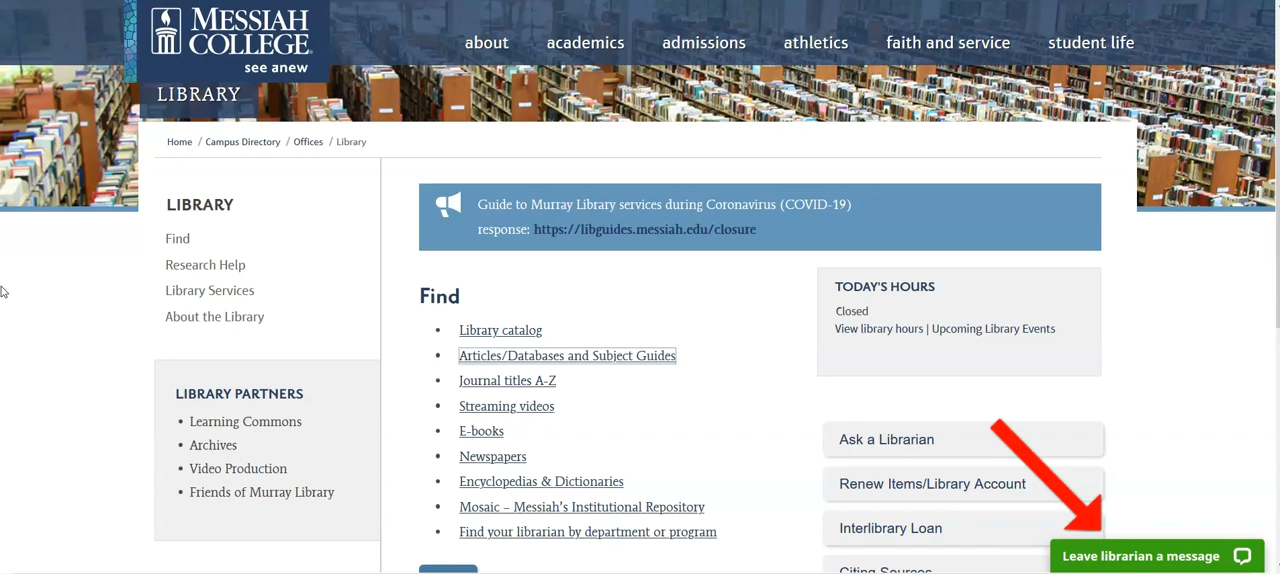 MESSIAH
COLLEGE
see anew
LIBRARY
about academics admissions athletics faith and service student life
Home / Campus Directory / Offices / Library
LIBRARY
Find
Research Help
Library Services
About the Library
LIBRARY PARTNERS
• Learning Commons
• Archives
• Video Production
• Friends of Murray Library
Guide to Murray Library services during Coronavirus (COVID-19)
response: https://libguides.messiah.edu/closure
Find
• Library catalog
• Articles/Databases and Subject Guides
• Journal titles A-Z
• Streaming videos
• E-books
• Newspapers
• Encyclopedias & Dictionaries
• Mosaic – Messiah's Institutional Repository
• Find your librarian by department or program
TODAY'S HOURS
Closed
View library hours | Upcoming Library Events
Ask a Librarian
Renew Items/Library Account
Interlibrary Loan
Citing Sources
Leave librarian a message